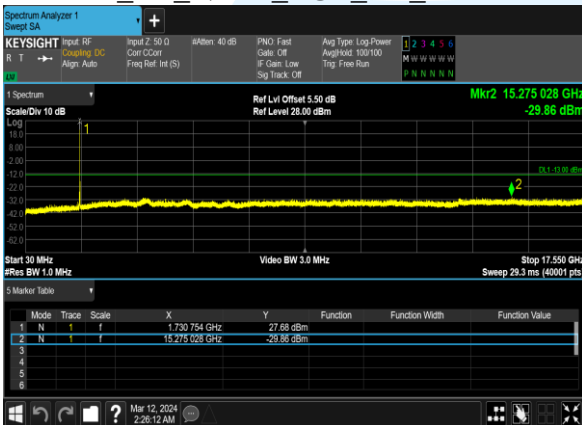 Spectrum Analyzer 1
Swept SA
+
KEYSIGHT Input: RF Input Z: 50 Ω #Atten: 40 dB PNO: Fast Avg Type: Log-Power 1 2 3 4 5 6
R T Coupling: DC Corr CCorr Gate: Off Avg|Hold: 100/100 M W W W W W
Align: Auto Freq Ref: Int (S) IF Gain: Low Trig: Free Run
Sig Track: Off P N N N N N
LW
1 Spectrum
Ref Lvl Offset 5.50 dB Mkr2 15.275 028 GHz
Scale/Div 10 dB Ref Level 28.00 dBm -29.86 dBm
Log
1
18.0
8.00
-2.00
DL1 -13.00 dBm
-12.0
2
-22.0
-32.0
-42.0
-52.0
-62.0
Start 30 MHz Video BW 3.0 MHz Stop 17.550 GHz
#Res BW 1.0 MHz Sweep 29.3 ms (40001 pts
5 Marker Table
Mode Trace Scale X Y Function Function Width Function Value
1 N 1 f 1.730 754 GHz 27.68 dBm
2 N 1 f 15.275 028 GHz -29.86 dBm
3
4
5
6
? Mar 12, 2024
2:26:12 AM